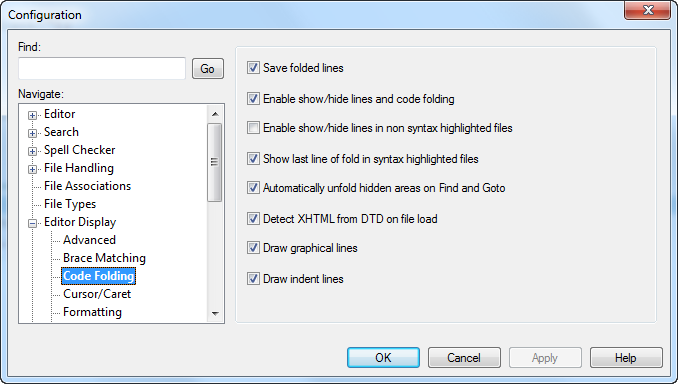 Configuration
Find:
Go
Navigate:
Editor
Search
Spell Checker
File Handling
File Associations
File Types
Editor Display
Advanced
Brace Matching
Code Folding
Cursor/Caret
Formatting
Save folded lines
Enable show/hide lines and code folding
Enable show/hide lines in non syntax highlighted files
Show last line of fold in syntax highlighted files
Automatically unfold hidden areas on Find and Goto
Detect XHTML from DTD on file load
Draw graphical lines
Draw indent lines
OK
Cancel
Apply
Help